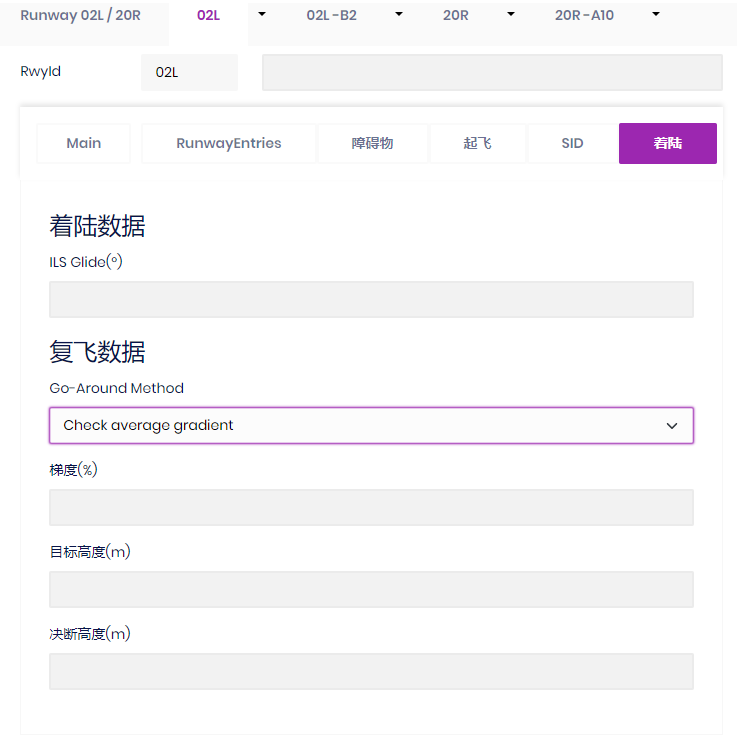 Runway 02L / 20R 02L 02L-B2 20R 20R-A10
RwyId 02L
Main RunwayEntries 障碍物 起飞 SID 着陆
着陆数据
ILS Glide(°)
复飞数据
Go-Around Method
Check average gradient
梯度(%)
目标高度(m)
决断高度(m)